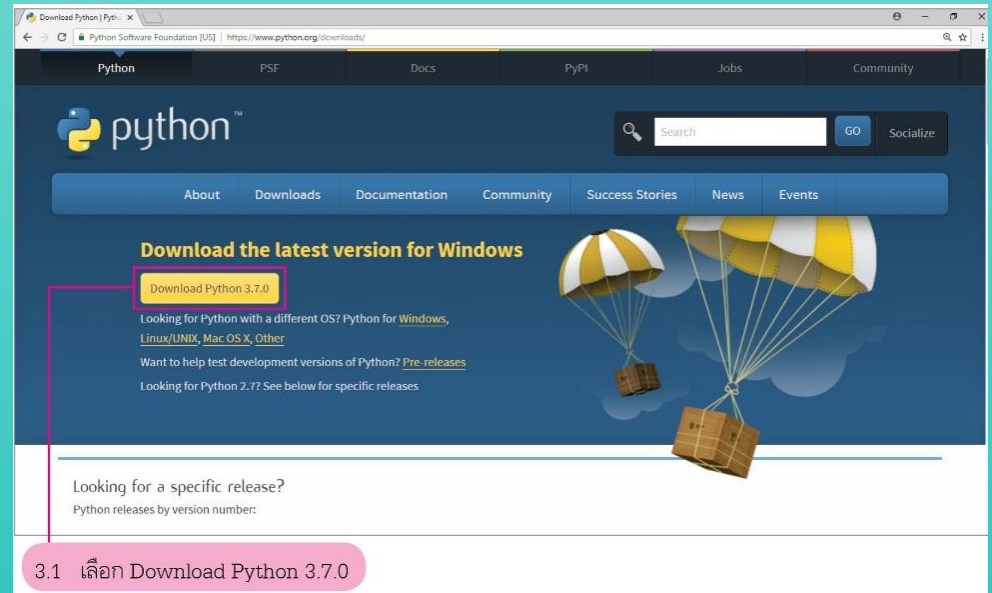 Download Python | Pytho
Python Software Foundation [US] | https://www.python.org/downloads/
Python PSF Docs PyPI Jobs Community
python™
Search GO Socialize
About Downloads Documentation Community Success Stories News Events
Download the latest version for Windows
Download Python 3.7.0
Looking for Python with a different OS? Python for Windows,
Linux/UNIX, Mac OS X, Other
Want to help test development versions of Python? Pre-releases
Looking for Python 2.7? See below for specific releases
Looking for a specific release?
Python releases by version number:
3.1 เลือก Download Python 3.7.0